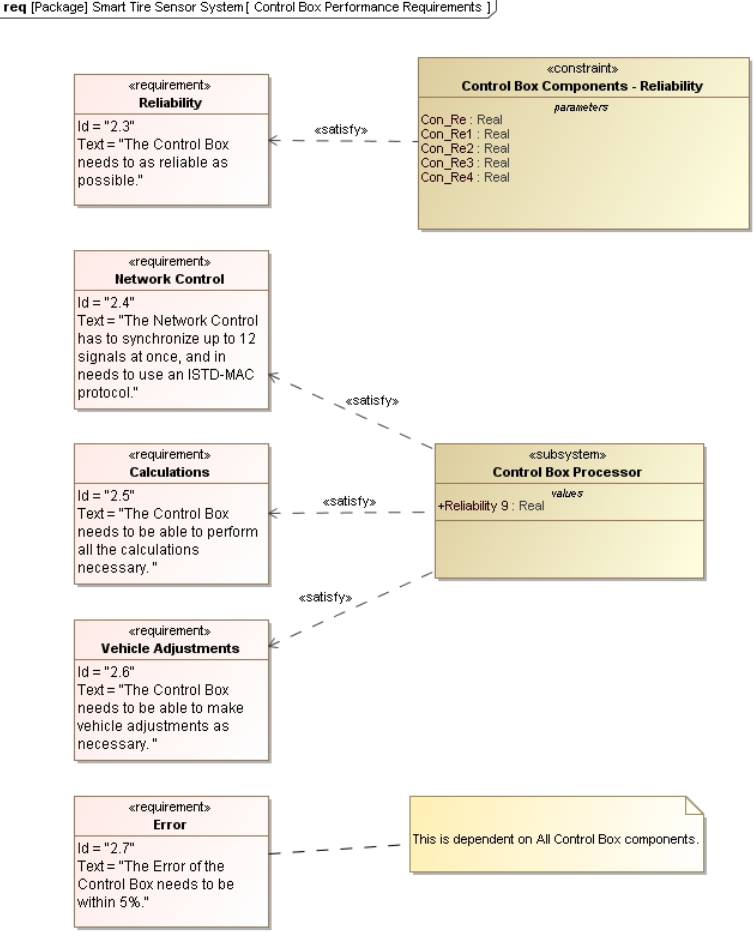 req [Package] Smart Tire Sensor System [ Control Box Performance Requirements ]
«requirement»
Reliability
Id = "2.3"
Text = "The Control Box
needs to as reliable as
possible."
«satisfy»
«constraint»
Control Box Components - Reliability
parameters
Con_Re : Real
Con_Re1 : Real
Con_Re2 : Real
Con_Re3 : Real
Con_Re4 : Real
«requirement»
Network Control
Id = "2.4"
Text = "The Network Control
has to synchronize up to 12
signals at once, and in
needs to use an ISTD-MAC
protocol."
«satisfy»
«requirement»
Calculations
Id = "2.5"
Text = "The Control Box
needs to be able to perform
all the calculations
necessary. "
«satisfy»
«subsystem»
Control Box Processor
values
+Reliability 9 : Real
«satisfy»
«requirement»
Vehicle Adjustments
Id = "2.6"
Text = "The Control Box
needs to be able to make
vehicle adjustments as
necessary. "
«requirement»
Error
Id = "2.7"
Text = "The Error of the
Control Box needs to be
within 5%."
This is dependent on All Control Box components.